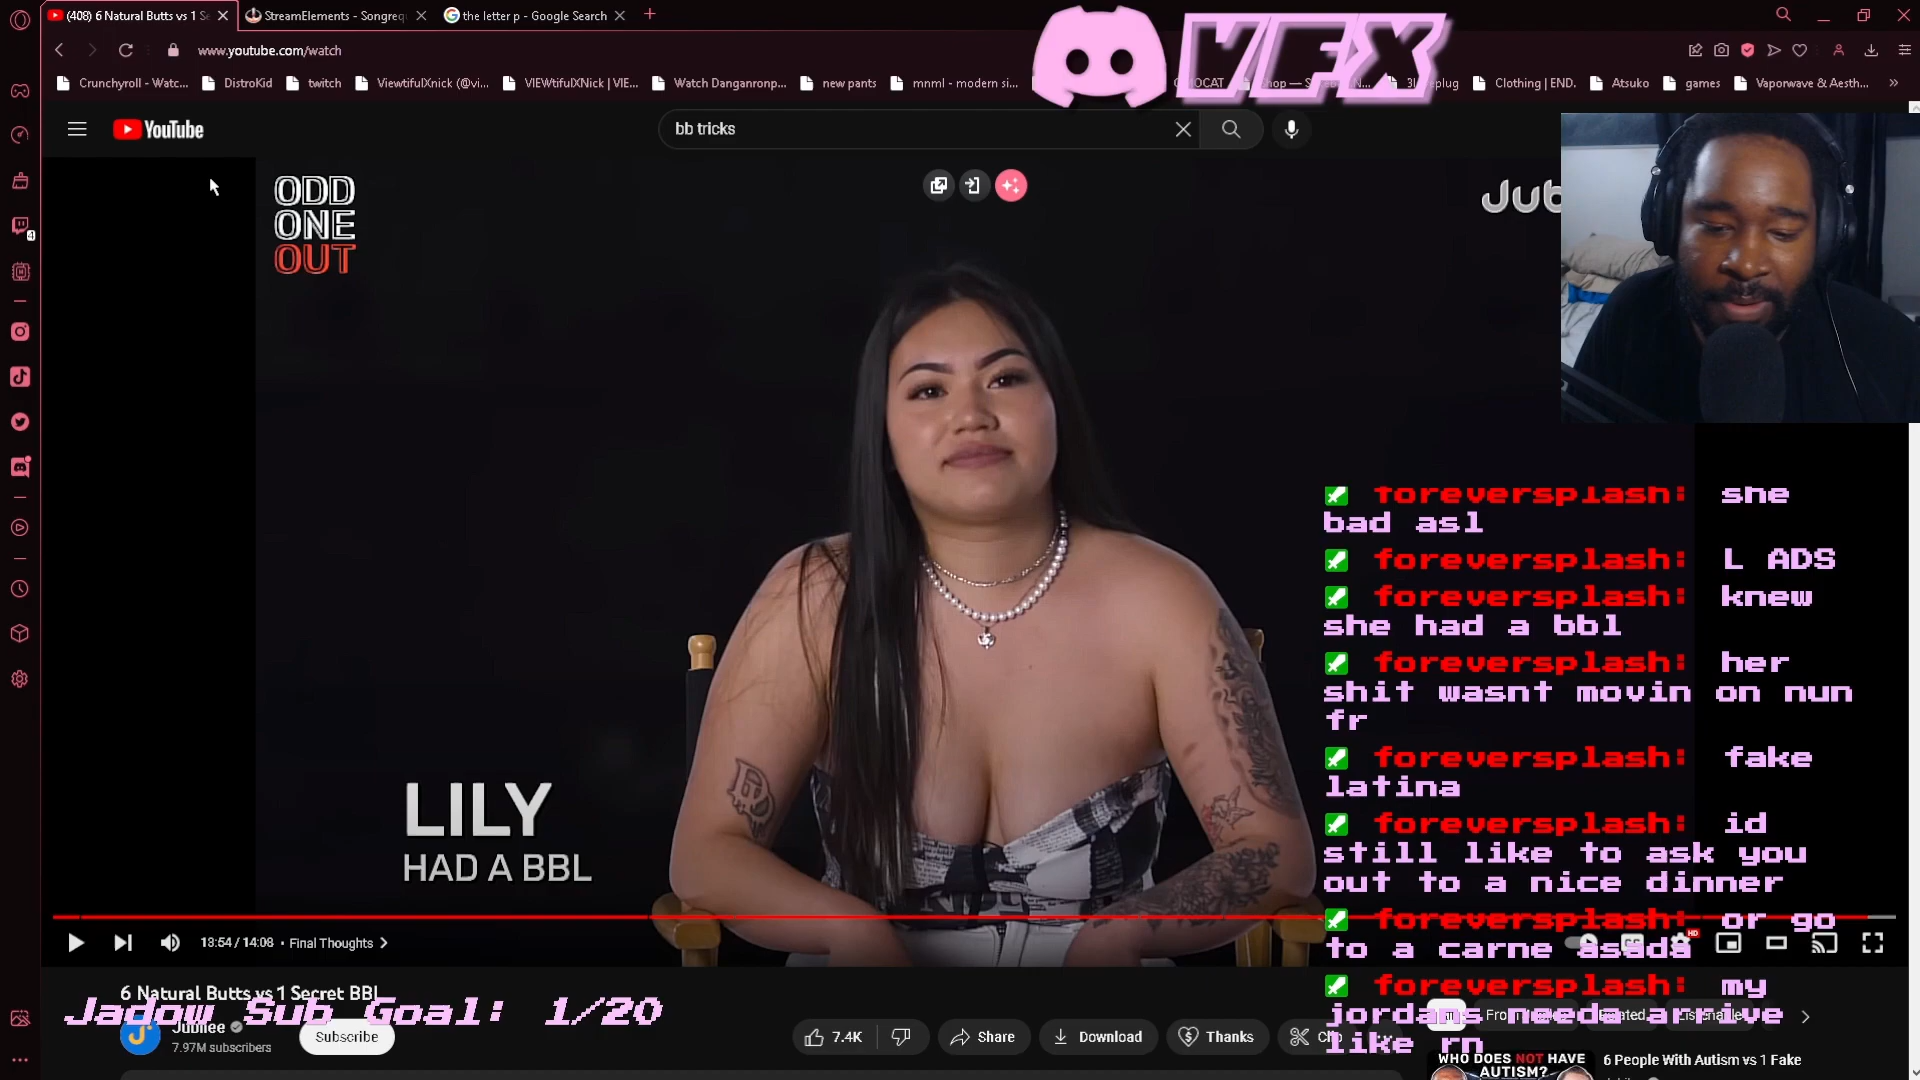 (408) 6 Natural Butts vs 1 Se
StreamElements - Songreq
the letter p - Google Search
www.youtube.com/watch
VFX
Crunchyroll - Watc...
DistroKid
twitch
ViewtifulXnick (@vi...
VIEWtifulXNick | VIE...
Watch Danganronp...
new pants
mnml - modern si...
Clothing | END.
Atsuko
games
Vaporwave & Aesth...
YouTube
bb tricks
ODD
ONE
OUT
Jub
4
foreversplash: she
bad asl
foreversplash: L ADS
foreversplash: knew
she had a bbl
foreversplash: her
shit wasnt movin on nun
fr
foreversplash: fake
latina
foreversplash: id
still like to ask you
out to a nice dinner
foreversplash: or go
to a carne asada
foreversplash: my
jordans needa arrive
like rn
LILY
HAD A BBL
13:54 / 14:08 • Final Thoughts
HD
6 Natural Butts vs 1 Secret BBL
Jadow Sub Goal: 1/20
Jubilee
7.97M subscribers
Subscribe
7.4K
Share
Download
Thanks
WHO DOES NOT HAVE
AUTISM?
6 People With Autism vs 1 Fake